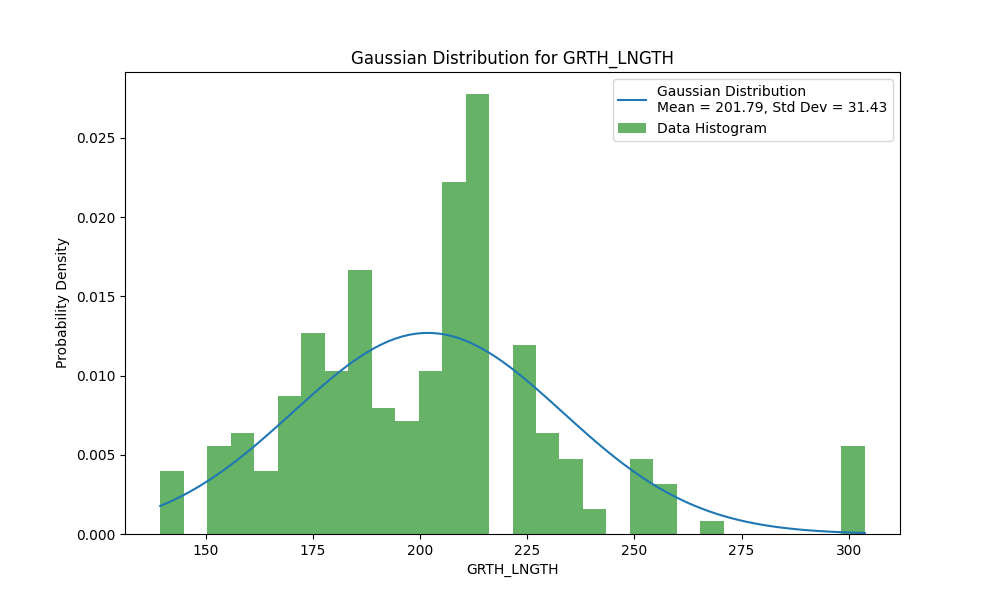 Gaussian Distribution for GRTH_LNGTH
Gaussian Distribution
Mean = 201.79, Std Dev = 31.43
Data Histogram
Probability Density
0.025
0.020
0.015
0.010
0.005
0.000
150 175 200 225 250 275 300
GRTH_LNGTH